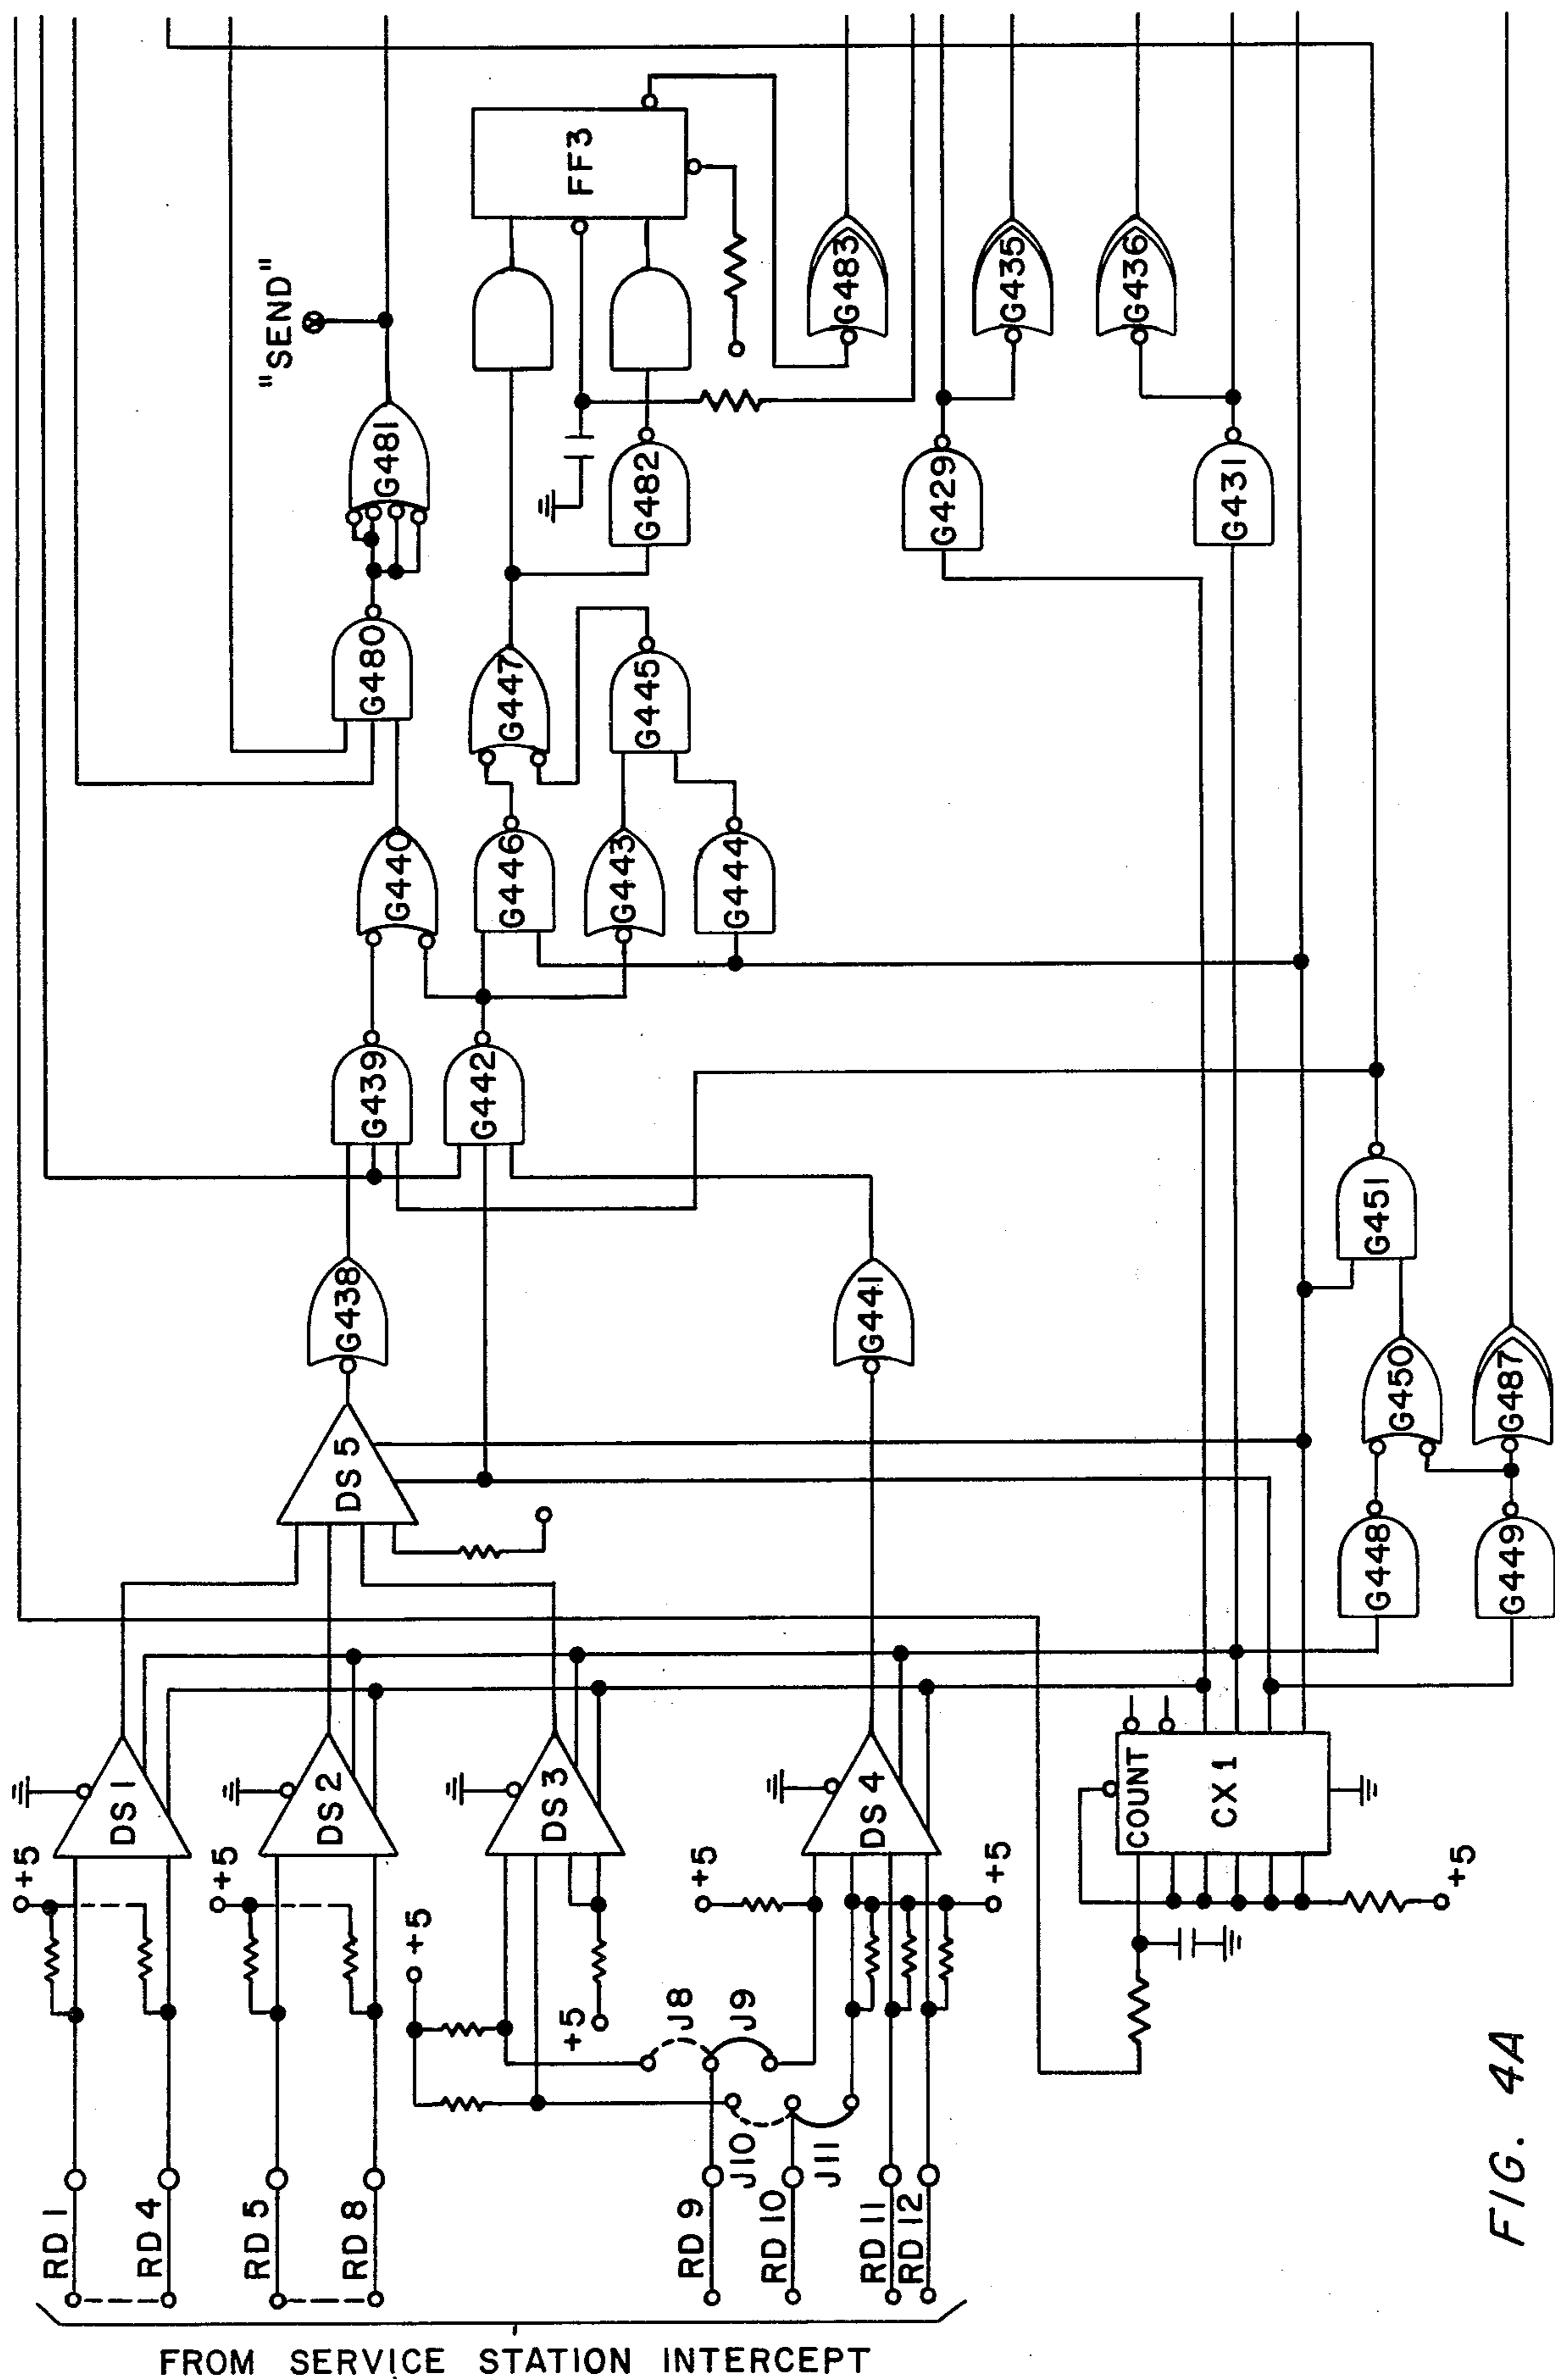 "SEND"
FF3
G481
G480
G482
G483
G447
G445
G429
G435
G436
G431
G440
G446
G443
G444
G439
G442
G438
G441
G451
G450
G487
G448
G449
DS 5
DS 1
DS 2
DS 3
DS 4
COUNT
CX 1
+5
+5
+5
+5
+5
+5
+5
J8
J9
J10
J11
RD 1
RD 4
RD 5
RD 8
RD 9
RD 10
RD 11
RD 12
FROM SERVICE STATION INTERCEPT
FIG. 4A